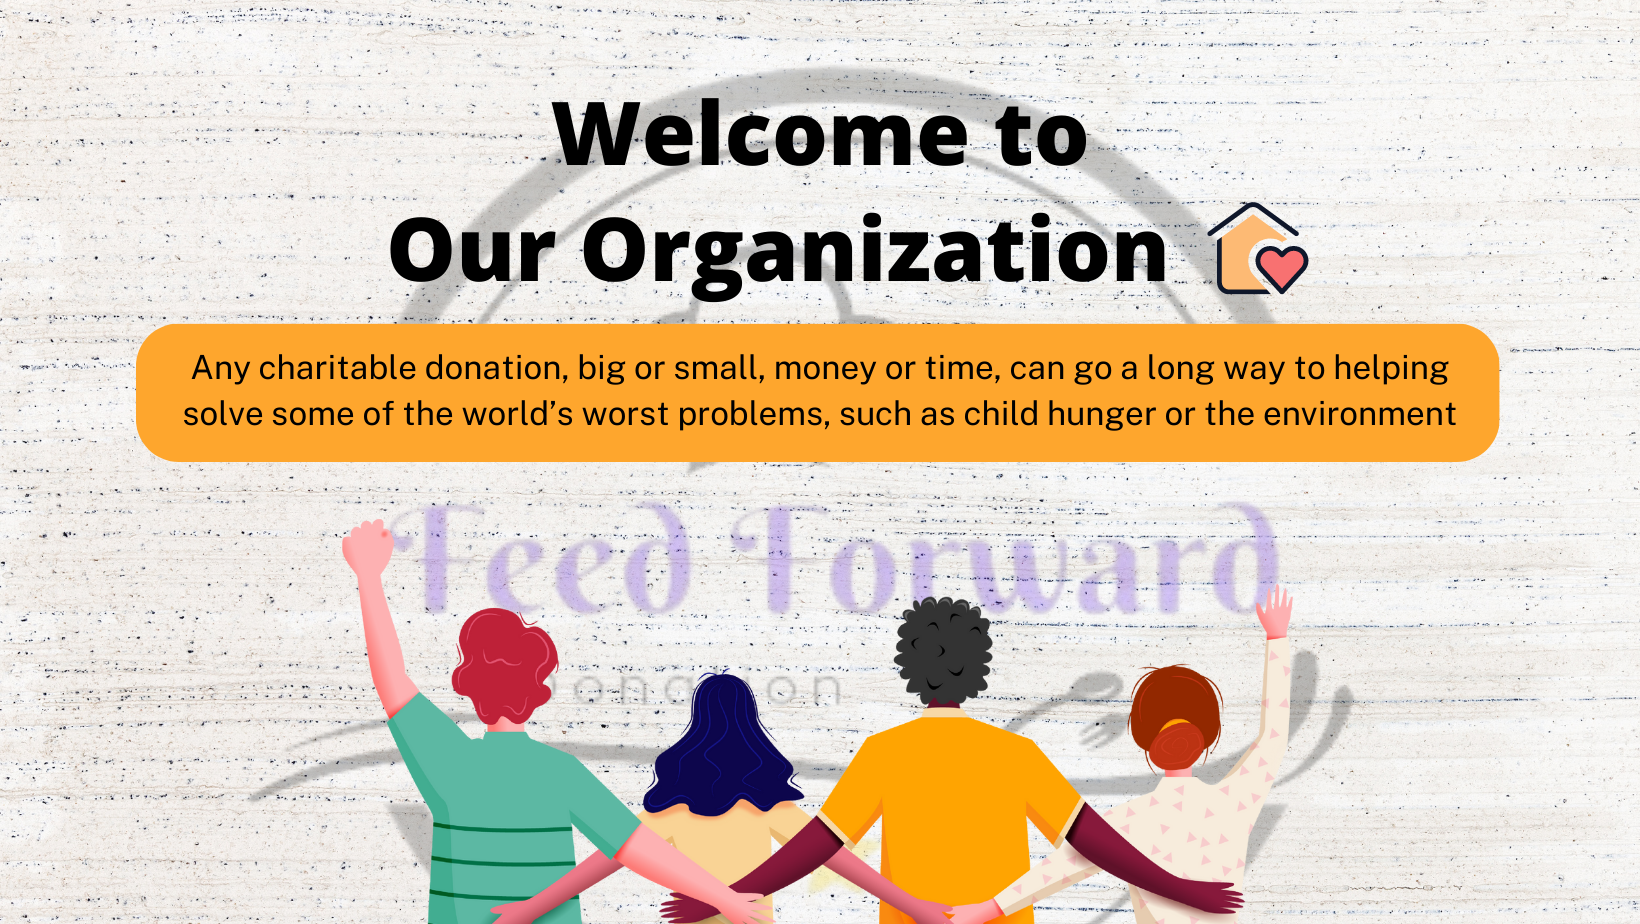 Welcome to
Our Organization
Any charitable donation, big or small, money or time, can go a long way to helping
solve some of the world’s worst problems, such as child hunger or the environment
Feed Forward